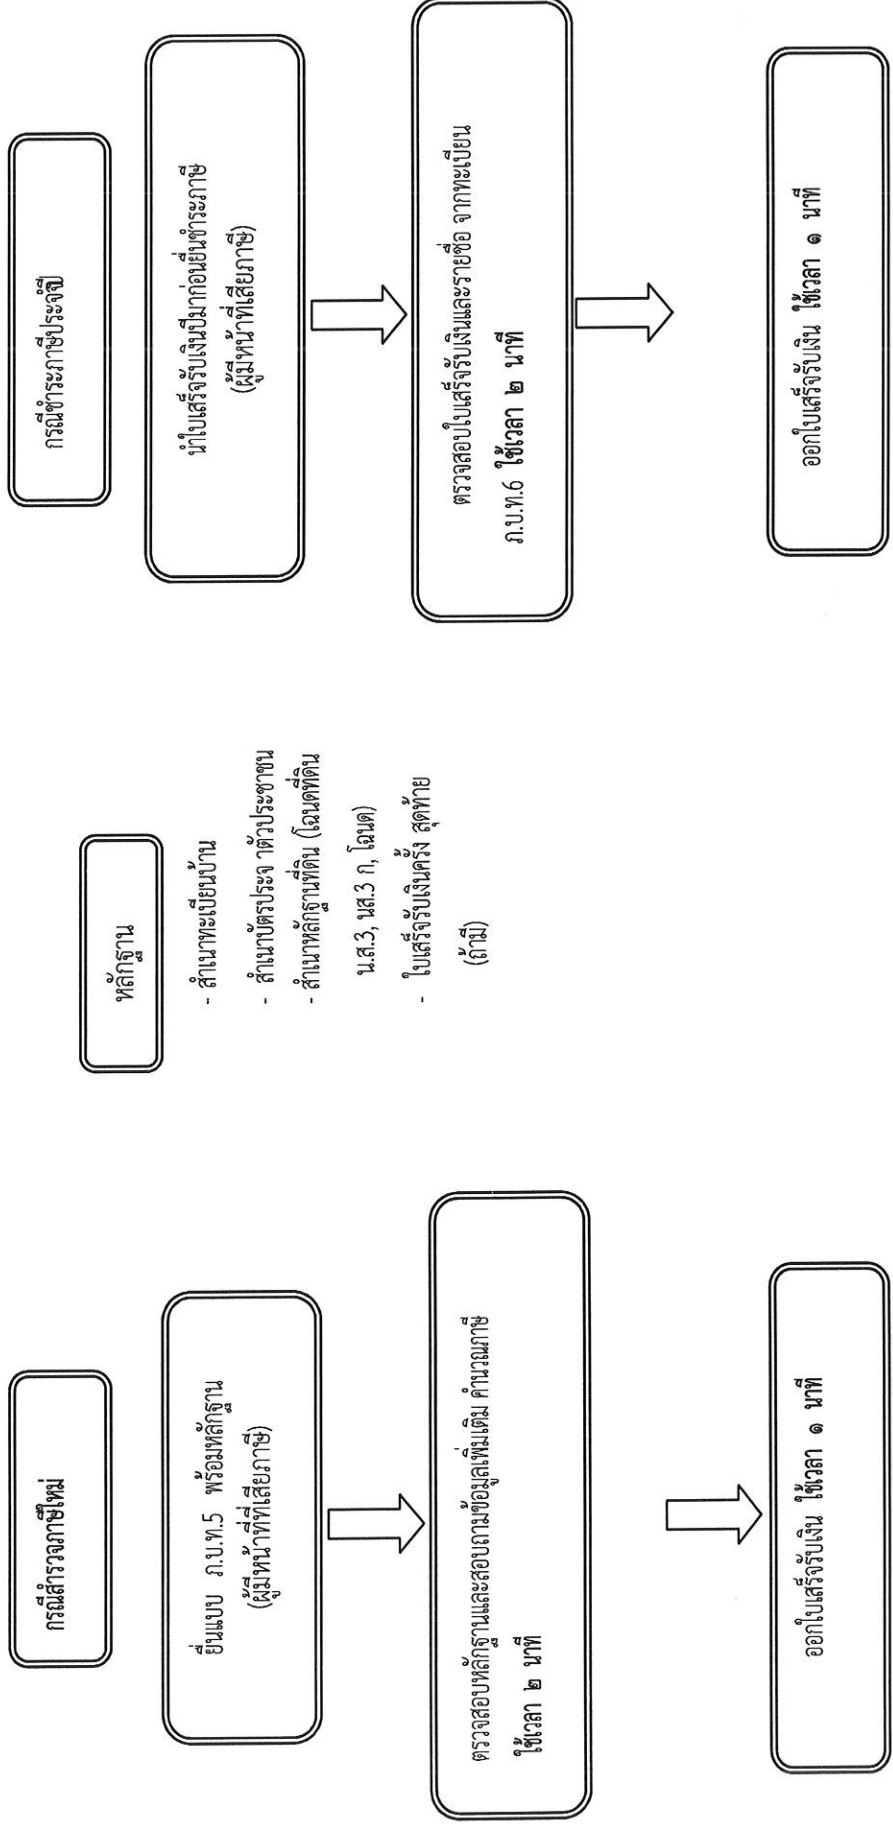 กรณีสำรวจภาษีใหม่
ยื่นแบบ ภ.บ.ท.5 พร้อมหลักฐาน
(ผู้มีหน้าที่ที่เสียภาษี)
ตรวจสอบหลักฐานและสอบถามข้อมูลเพิ่มเติม คำนวณภาษี
ใช้เวลา ๒ นาที
ออกใบเสร็จรับเงิน ใช้เวลา ๑ นาที
หลักฐาน
- สำเนาทะเบียนบ้าน
- สำเนาบัตรประจ าตัวประชาชน
- สำเนาหลักฐานที่ดิน (โฉนดที่ดิน
น.ส.3, นส.3 ก, โฉนด)
- ใบเสร็จรับเงินครั้ง สุดท้าย
(ถ้ามี)
กรณีชำระภาษีประจำปี
นำใบเสร็จรับเงินปีมาก่อนยื่นชำระภาษี
(ผู้มีหน้าที่เสียภาษี)
ตรวจสอบใบเสร็จรับเงินและรายชื่อ จากทะเบียน
ภ.บ.ท.6 ใช้เวลา ๒ นาที
ออกใบเสร็จรับเงิน ใช้เวลา ๑ นาที